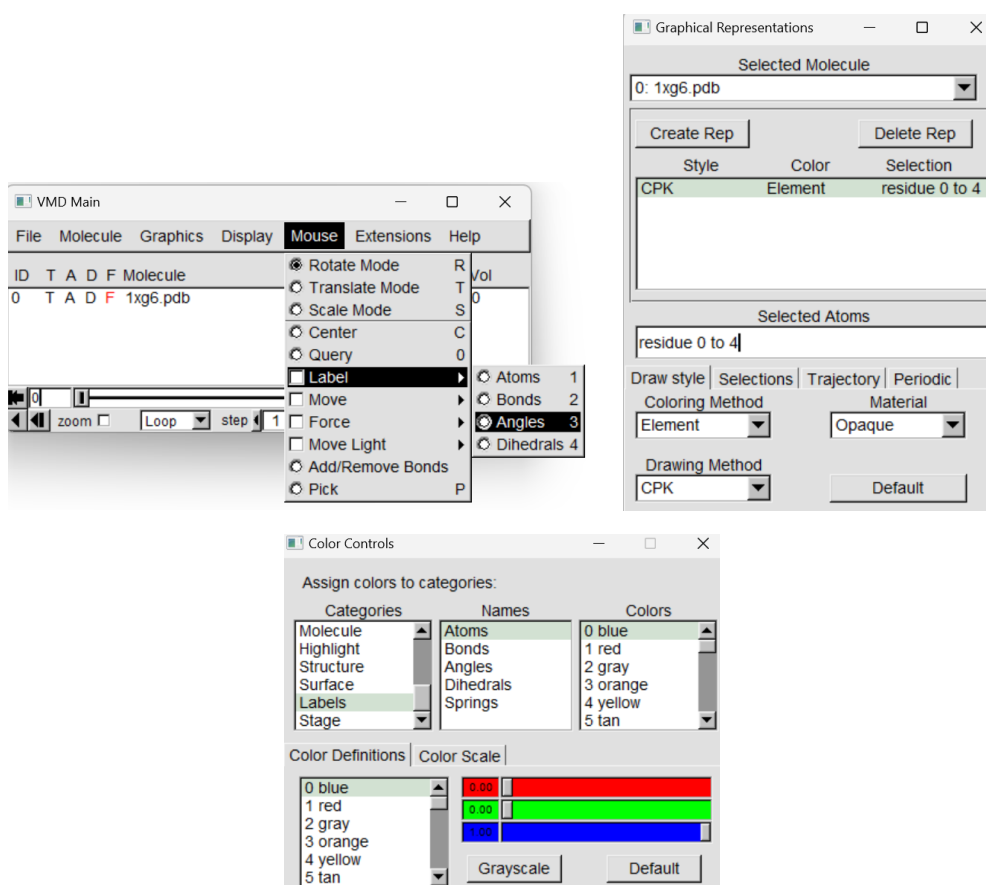 VMD Main
File Molecule Graphics Display Mouse Extensions Help
ID T A D F Molecule Vol
0 T A D F 1xg6.pdb 0
0
zoom Loop step 1
Rotate Mode R
Translate Mode T
Scale Mode S
Center C
Query 0
Label
Move
Force
Move Light
Add/Remove Bonds
Pick P
Atoms 1
Bonds 2
Angles 3
Dihedrals 4
Graphical Representations
Selected Molecule
0: 1xg6.pdb
Create Rep Delete Rep
Style Color Selection
CPK Element residue 0 to 4
Selected Atoms
residue 0 to 4
Draw style Selections Trajectory Periodic
Coloring Method Material
Element Opaque
Drawing Method
CPK Default
Color Controls
Assign colors to categories:
Categories Names Colors
Molecule Atoms 0 blue
Highlight Bonds 1 red
Structure Angles 2 gray
Surface Dihedrals 3 orange
Labels Springs 4 yellow
Stage 5 tan
Color Definitions Color Scale
0 blue 0.00
1 red 0.00
2 gray 1.00
3 orange
4 yellow Grayscale Default
5 tan